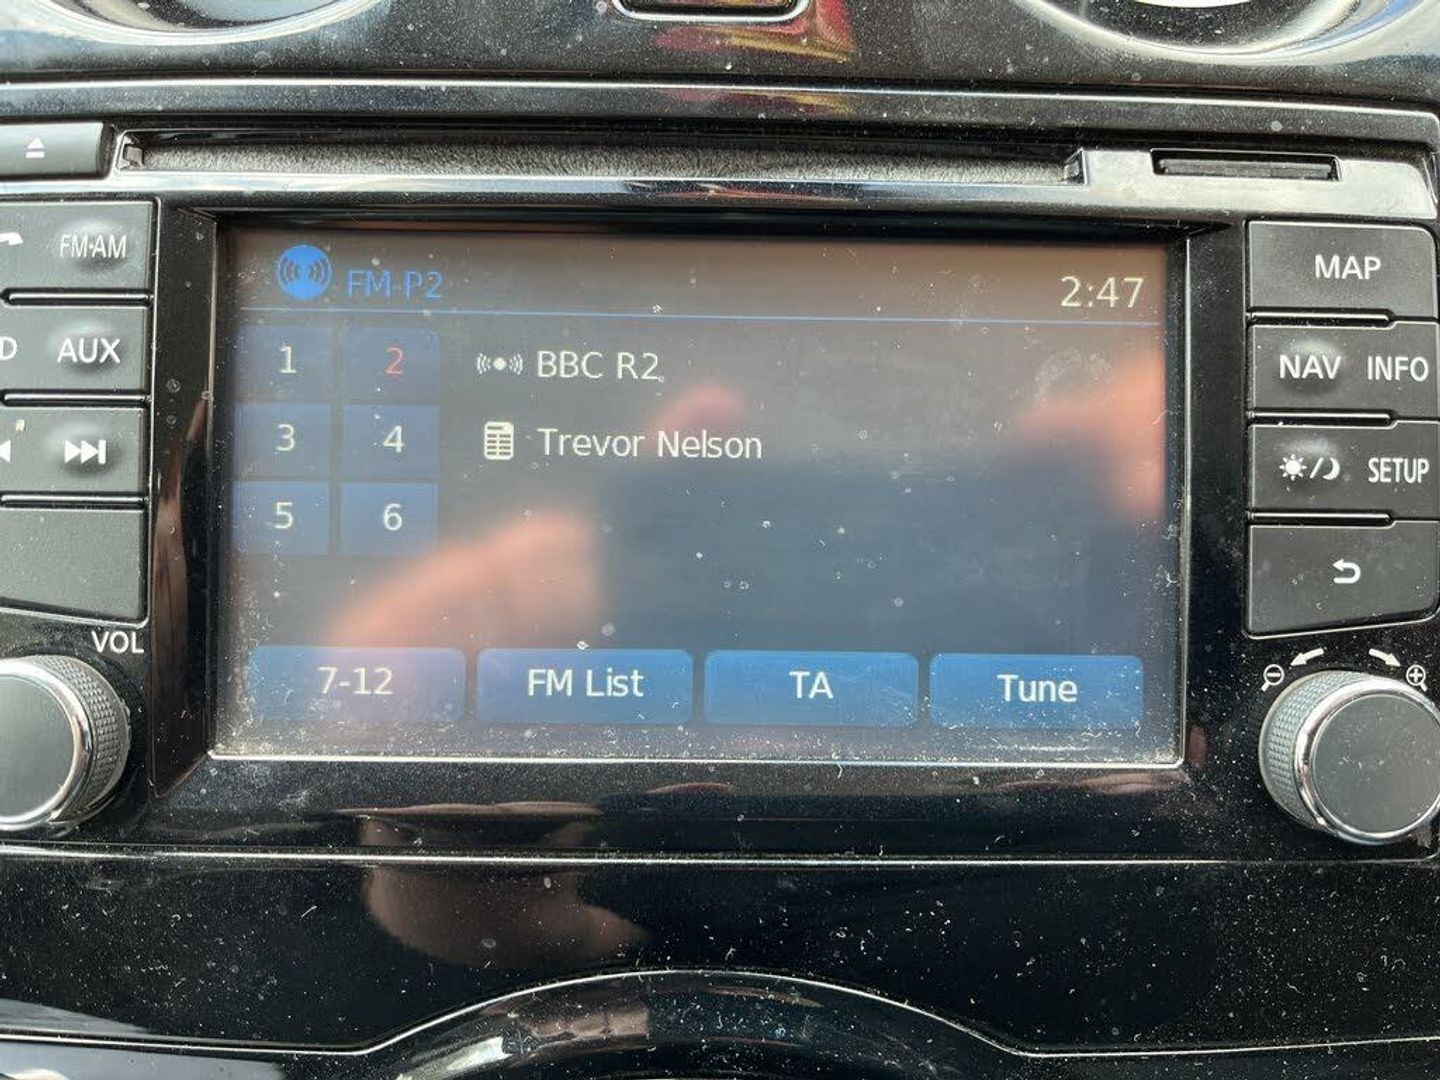 FM·AM
MAP
FM-P2
2:47
D
AUX
1
2
BBC R2
NAV
INFO
3
4
Trevor Nelson
SETUP
5
6
VOL
7-12
FM List
TA
Tune